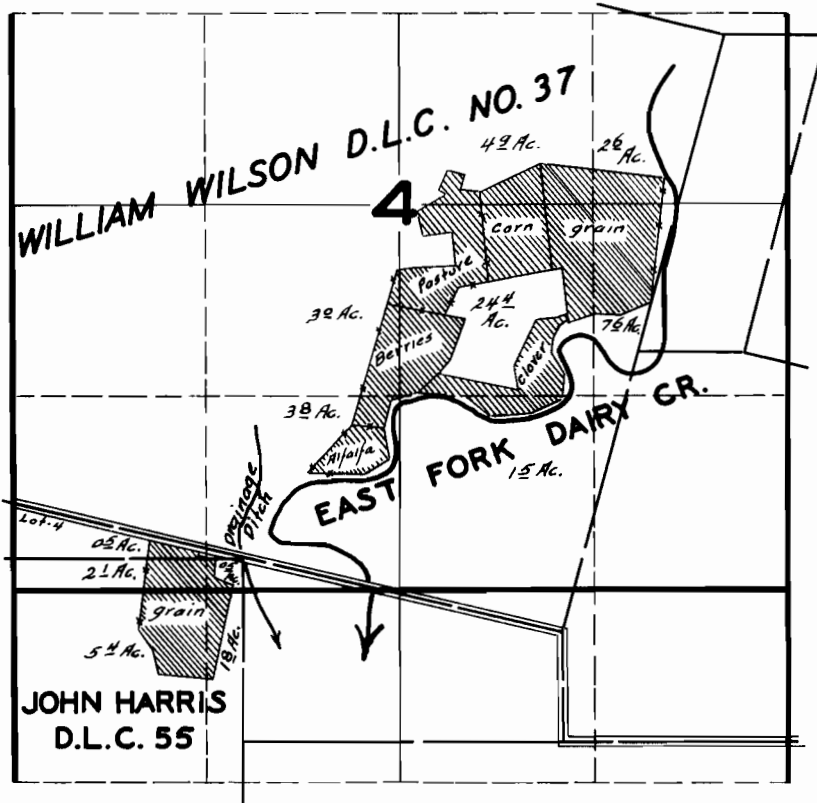 WILLIAM WILSON D.L.C. NO. 37
4
4.9 Ac.
2.6 Ac.
Corn
grain
Pasture
24.4 Ac.
3.0 Ac.
7.6 Ac.
Berries
Clover
3.8 Ac.
Alfalfa
EAST FORK DAIRY CR.
1.5 Ac.
Drainage Ditch
Lot-4
0.5 Ac.
2.1 Ac.
grain
5.4 Ac.
1.8 Ac.
JOHN HARRIS
D.L.C. 55